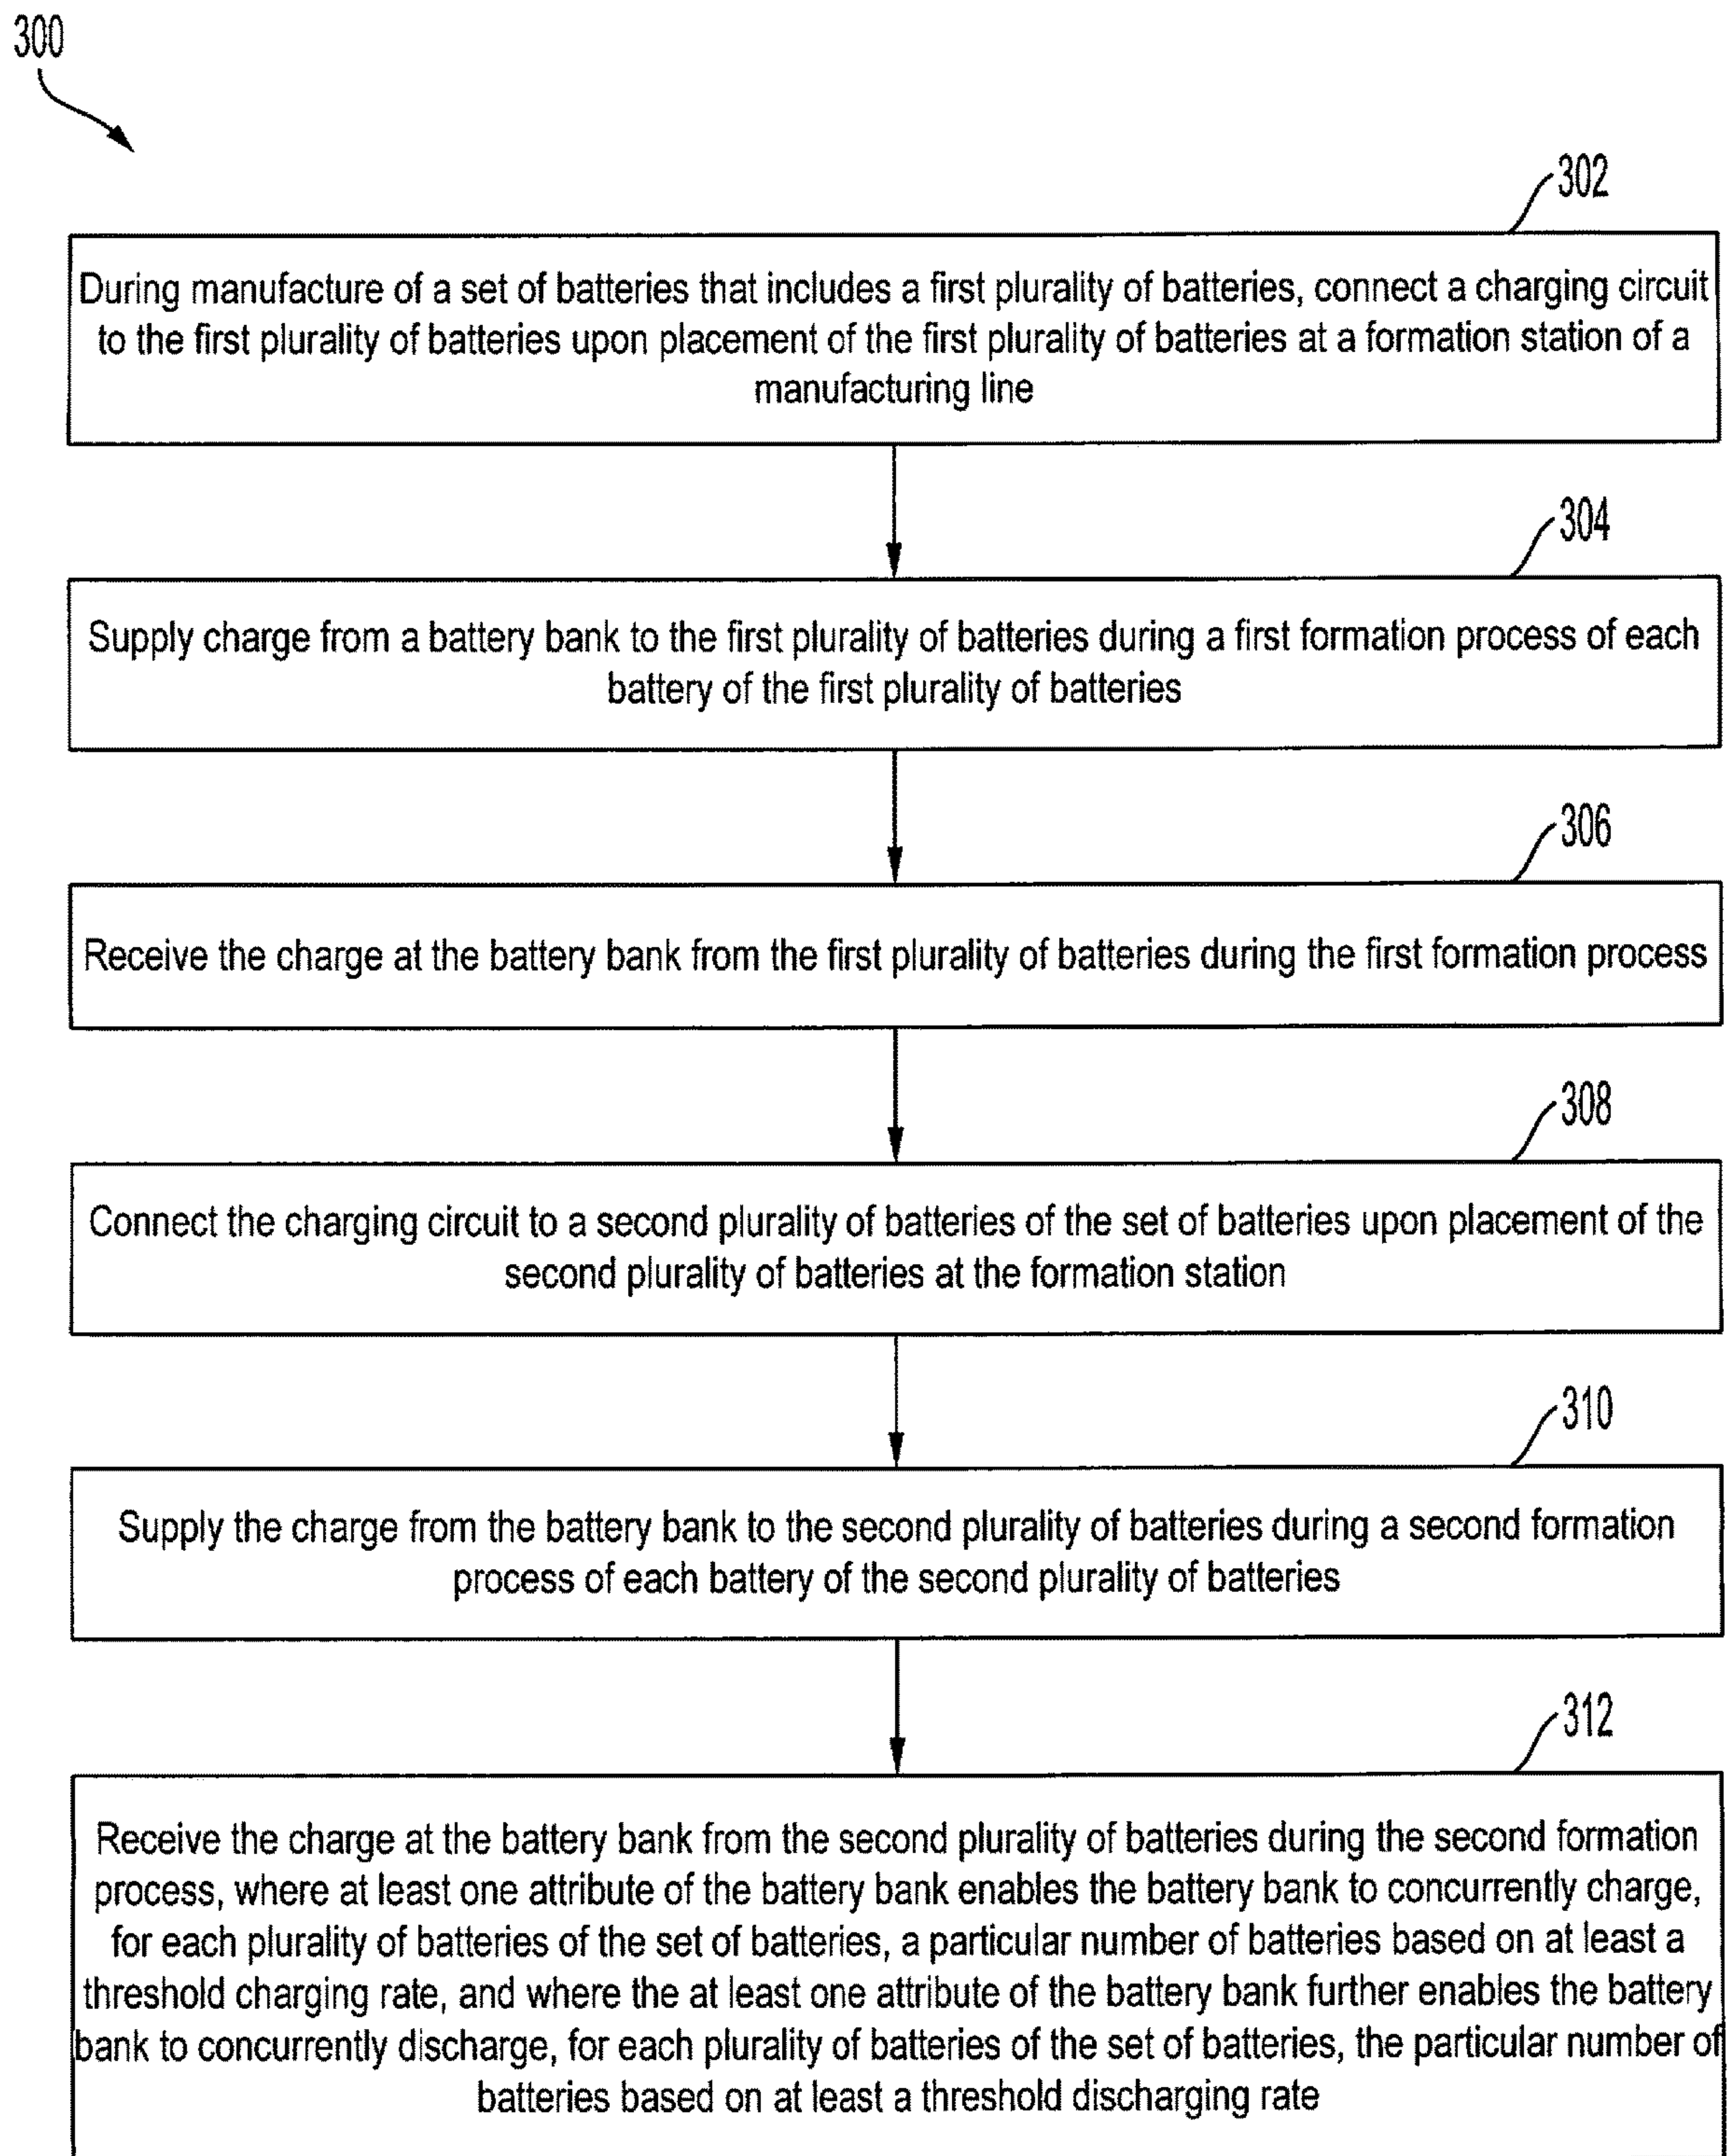 300
302
During manufacture of a set of batteries that includes a first plurality of batteries, connect a charging circuit
to the first plurality of batteries upon placement of the first plurality of batteries at a formation station of a
manufacturing line
304
Supply charge from a battery bank to the first plurality of batteries during a first formation process of each
battery of the first plurality of batteries
306
Receive the charge at the battery bank from the first plurality of batteries during the first formation process
308
Connect the charging circuit to a second plurality of batteries of the set of batteries upon placement of the
second plurality of batteries at the formation station
310
Supply the charge from the battery bank to the second plurality of batteries during a second formation
process of each battery of the second plurality of batteries
312
Receive the charge at the battery bank from the second plurality of batteries during the second formation
process, where at least one attribute of the battery bank enables the battery bank to concurrently charge,
for each plurality of batteries of the set of batteries, a particular number of batteries based on at least a
threshold charging rate, and where the at least one attribute of the battery bank further enables the battery
bank to concurrently discharge, for each plurality of batteries of the set of batteries, the particular number of
batteries based on at least a threshold discharging rate